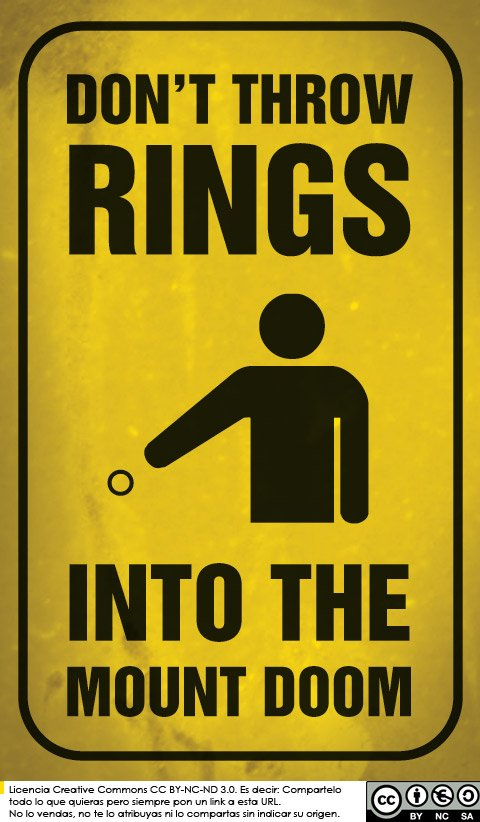 DON'T THROW
RINGS
INTO THE
MOUNT DOOM
Licencia Creative Commons CC BY-NC-ND 3.0. Es decir: Compartelo
todo lo que quieras pero siempre pon un link a esta URL.
No lo vendas, no te lo atribuyas ni lo compartas sin indicar su origen.
cc
BY NC SA